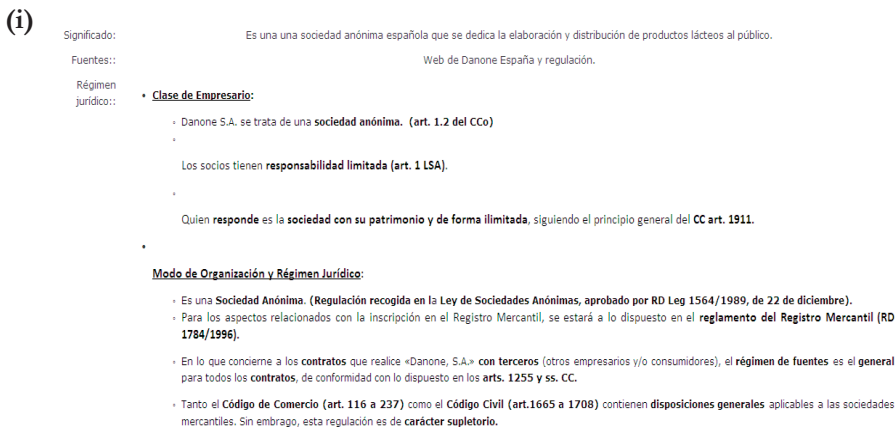 (i)
Significado: Es una una sociedad anónima española que se dedica la elaboración y distribución de productos lácteos al público.
Fuentes:: Web de Danone España y regulación.
Régimen
jurídico::
• Clase de Empresario:
◦ Danone S.A. se trata de una sociedad anónima. (art. 1.2 del CCo)
◦
Los socios tienen responsabilidad limitada (art. 1 LSA).
◦
Quien responde es la sociedad con su patrimonio y de forma ilimitada, siguiendo el principio general del CC art. 1911.
•
Modo de Organización y Régimen Jurídico:
◦ Es una Sociedad Anónima. (Regulación recogida en la Ley de Sociedades Anónimas, aprobado por RD Leg 1564/1989, de 22 de diciembre).
◦ Para los aspectos relacionados con la inscripción en el Registro Mercantil, se estará a lo dispuesto en el reglamento del Registro Mercantil (RD
1784/1996).
◦ En lo que concierne a los contratos que realice «Danone, S.A.» con terceros (otros empresarios y/o consumidores), el régimen de fuentes es el general
para todos los contratos, de conformidad con lo dispuesto en los arts. 1255 y ss. CC.
◦ Tanto el Código de Comercio (art. 116 a 237) como el Código Civil (art.1665 a 1708) contienen disposiciones generales aplicables a las sociedades
mercantiles. Sin embrago, esta regulación es de carácter supletorio.